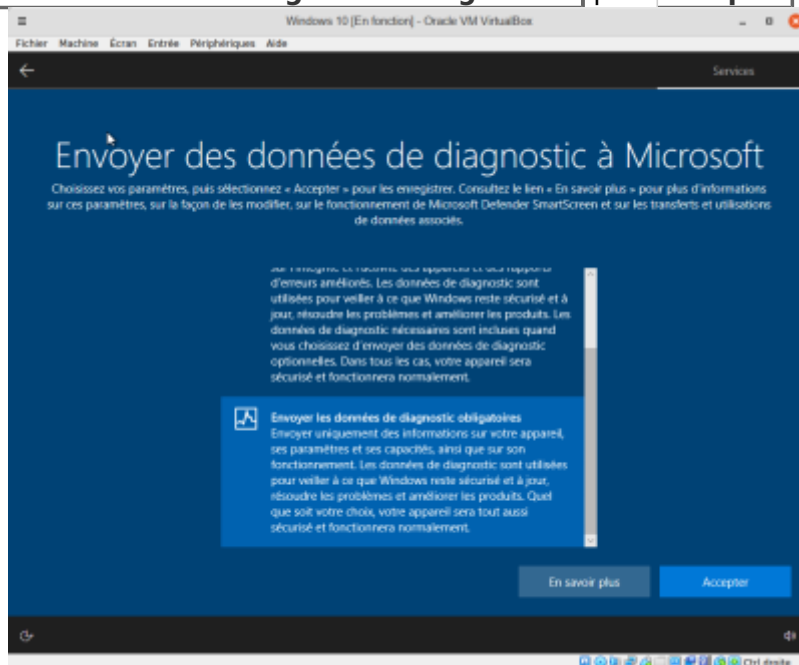 Windows 10 [En fonction] - Oracle VM VirtualBox
Fichier Machine Écran Entrée Périphériques Aide
Services
Envoyer des données de diagnostic à Microsoft
Choisissez vos paramètres, puis sélectionnez « Accepter » pour les enregistrer. Consultez le lien « En savoir plus » pour plus d'informations
sur ces paramètres, sur la façon de les modifier, sur le fonctionnement de Microsoft Defender SmartScreen et sur les transferts et utilisations
de données associés.
sur l'intégrité et l'activité des appareils et des rapports
d'erreurs améliorés. Les données de diagnostic sont
utilisées pour veiller à ce que Windows reste sécurisé et à
jour, résoudre les problèmes et améliorer les produits. Les
données de diagnostic nécessaires sont incluses quand
vous choisissez d'envoyer des données de diagnostic
optionnelles. Dans tous les cas, votre appareil sera
sécurisé et fonctionnera normalement.
Envoyer les données de diagnostic obligatoires
Envoyer uniquement des informations sur votre appareil,
ses paramètres et ses capacités, ainsi que sur son
fonctionnement. Les données de diagnostic sont utilisées
pour veiller à ce que Windows reste sécurisé et à jour,
résoudre les problèmes et améliorer les produits. Quel
que soit votre choix, votre appareil sera tout aussi
sécurisé et fonctionnera normalement.
En savoir plus
Accepter
Ctrl droite